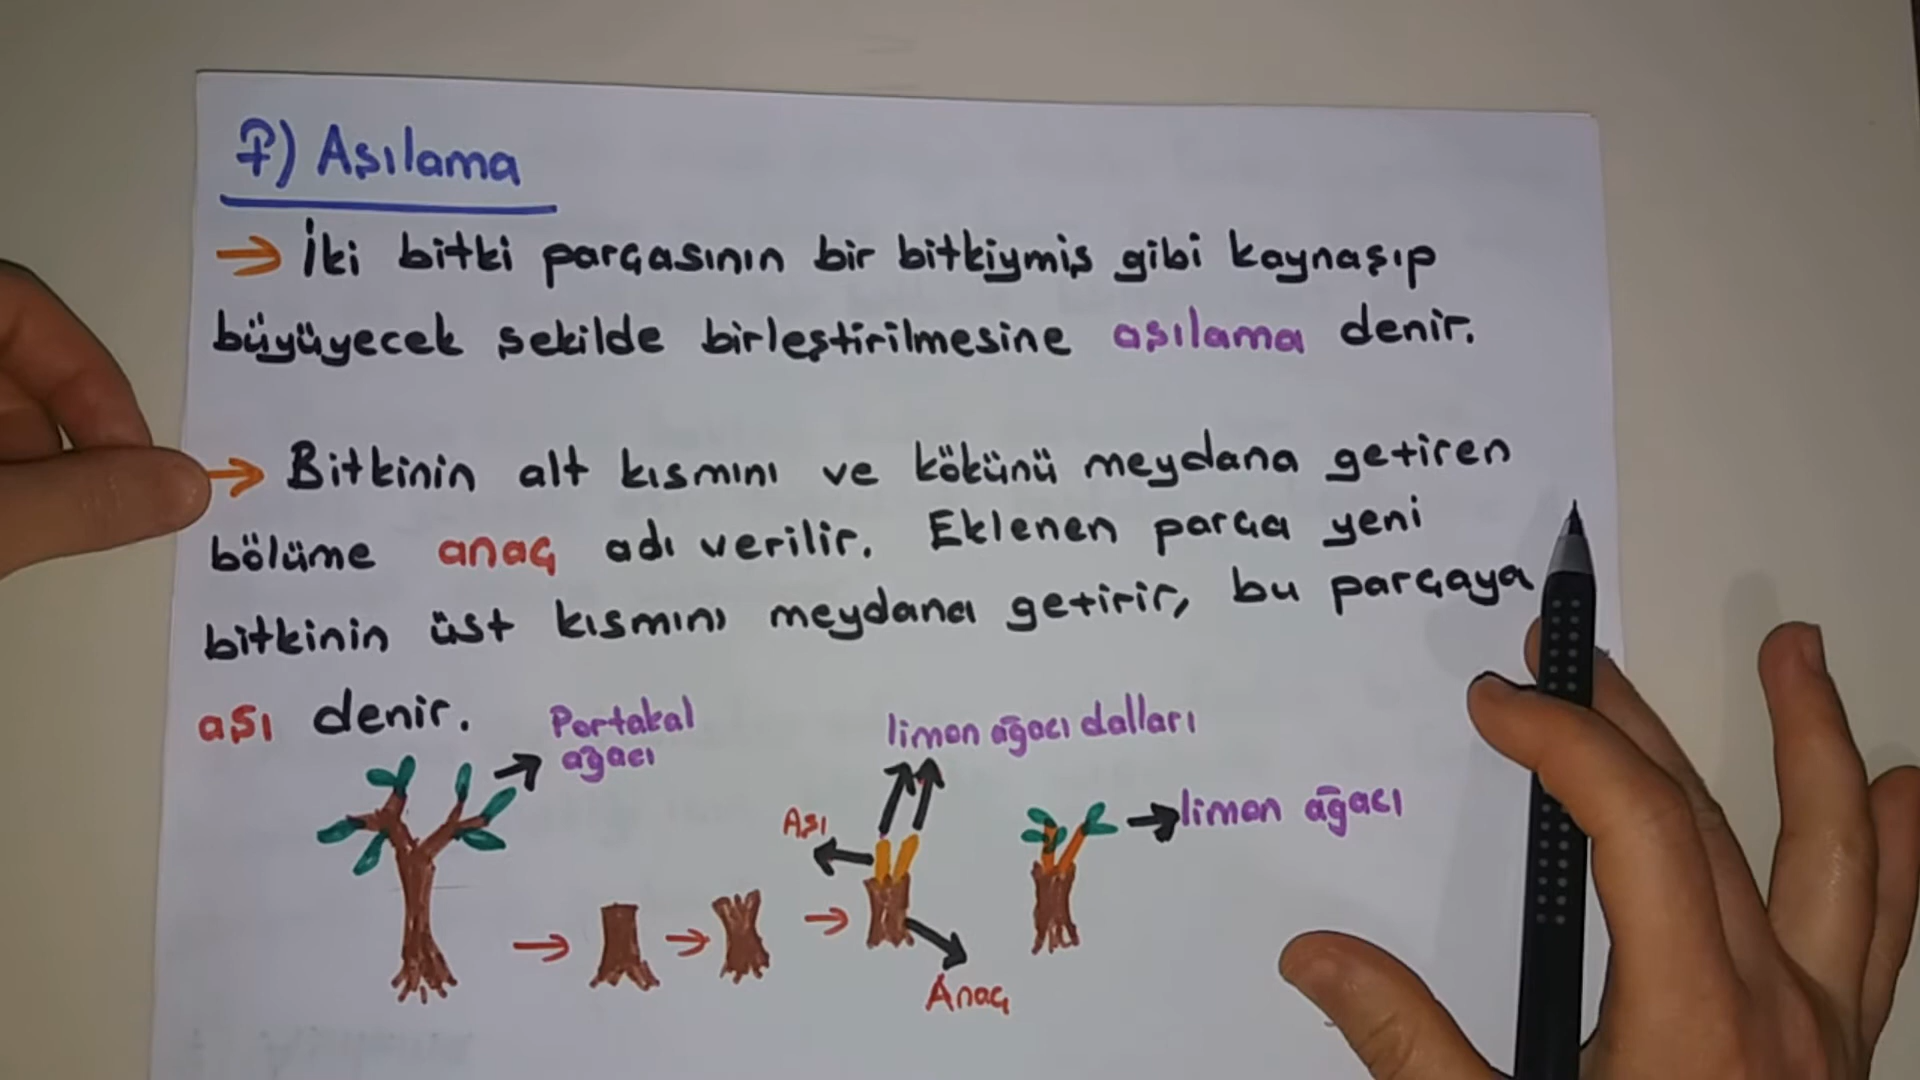 7) Aşılama
→ İki bitki parçasının bir bitkiymiş gibi kaynaşıp
büyüyecek şekilde birleştirilmesine aşılama denir.
→ Bitkinin alt kısmını ve kökünü meydana getiren
bölüme anaç adı verilir. Eklenen parça yeni
bitkinin üst kısmını meydana getirir, bu parçaya
aşı denir.
Portakal
ağacı
limon ağacı dalları
Aşı
limon ağacı
Anaç